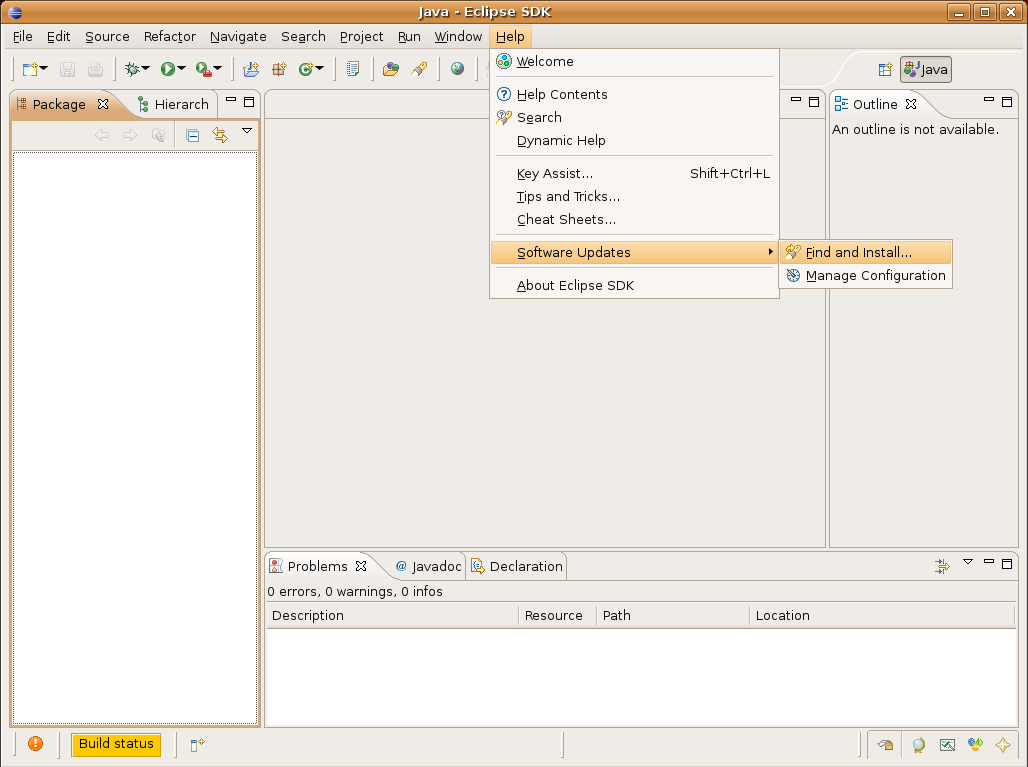 Java - Eclipse SDK
File Edit Source Refactor Navigate Search Project Run Window Help
Java
Package Hierarch
Welcome
Help Contents
Search
Dynamic Help
Key Assist... Shift+Ctrl+L
Tips and Tricks...
Cheat Sheets...
Software Updates
About Eclipse SDK
Find and Install...
Manage Configuration
Outline
An outline is not available.
Problems @ Javadoc Declaration
0 errors, 0 warnings, 0 infos
Description Resource Path Location
Build status